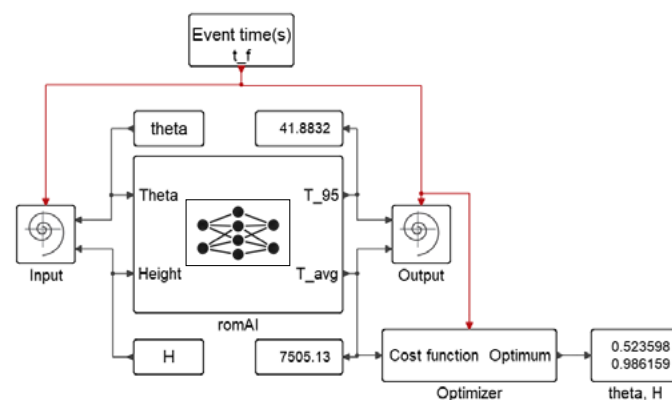 Event time(s)
t_f
theta
41.8832
Theta
T_95
Height
T_avg
Input
Output
romAI
H
7505.13
Cost function
Optimum
0.523598
0.986159
Optimizer
theta, H